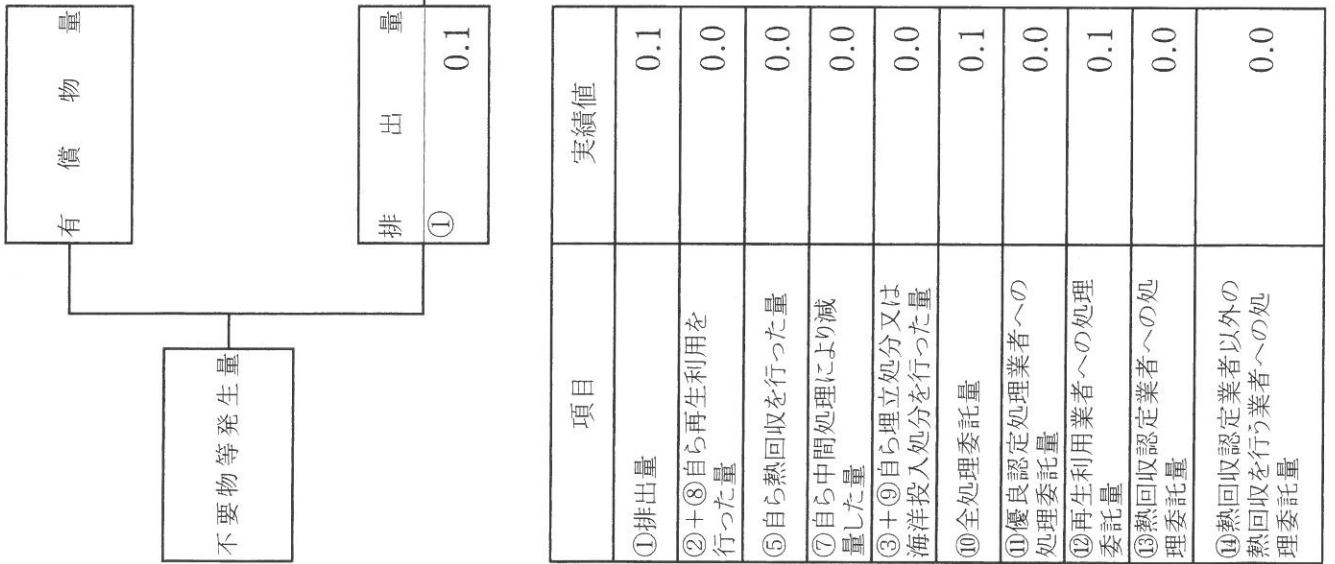 不要物等発生量
有償物量
排出量
①
0.1
項目 実績値
①排出量 0.1
②+⑧自ら再生利用を
行った量 0.0
⑤自ら熱回収を行った量 0.0
⑦自ら中間処理により減
量した量 0.0
③+⑨自ら埋立処分又は
海洋投入処分を行った量 0.0
⑩全処理委託量 0.1
⑪優良認定処理業者への
処理委託量 0.0
⑫再生利用業者への処理
委託量 0.1
⑬熱回収認定業者への処
理委託量 0.0
⑭熱回収認定業者以外の
熱回収を行う業者への処
理委託量 0.0